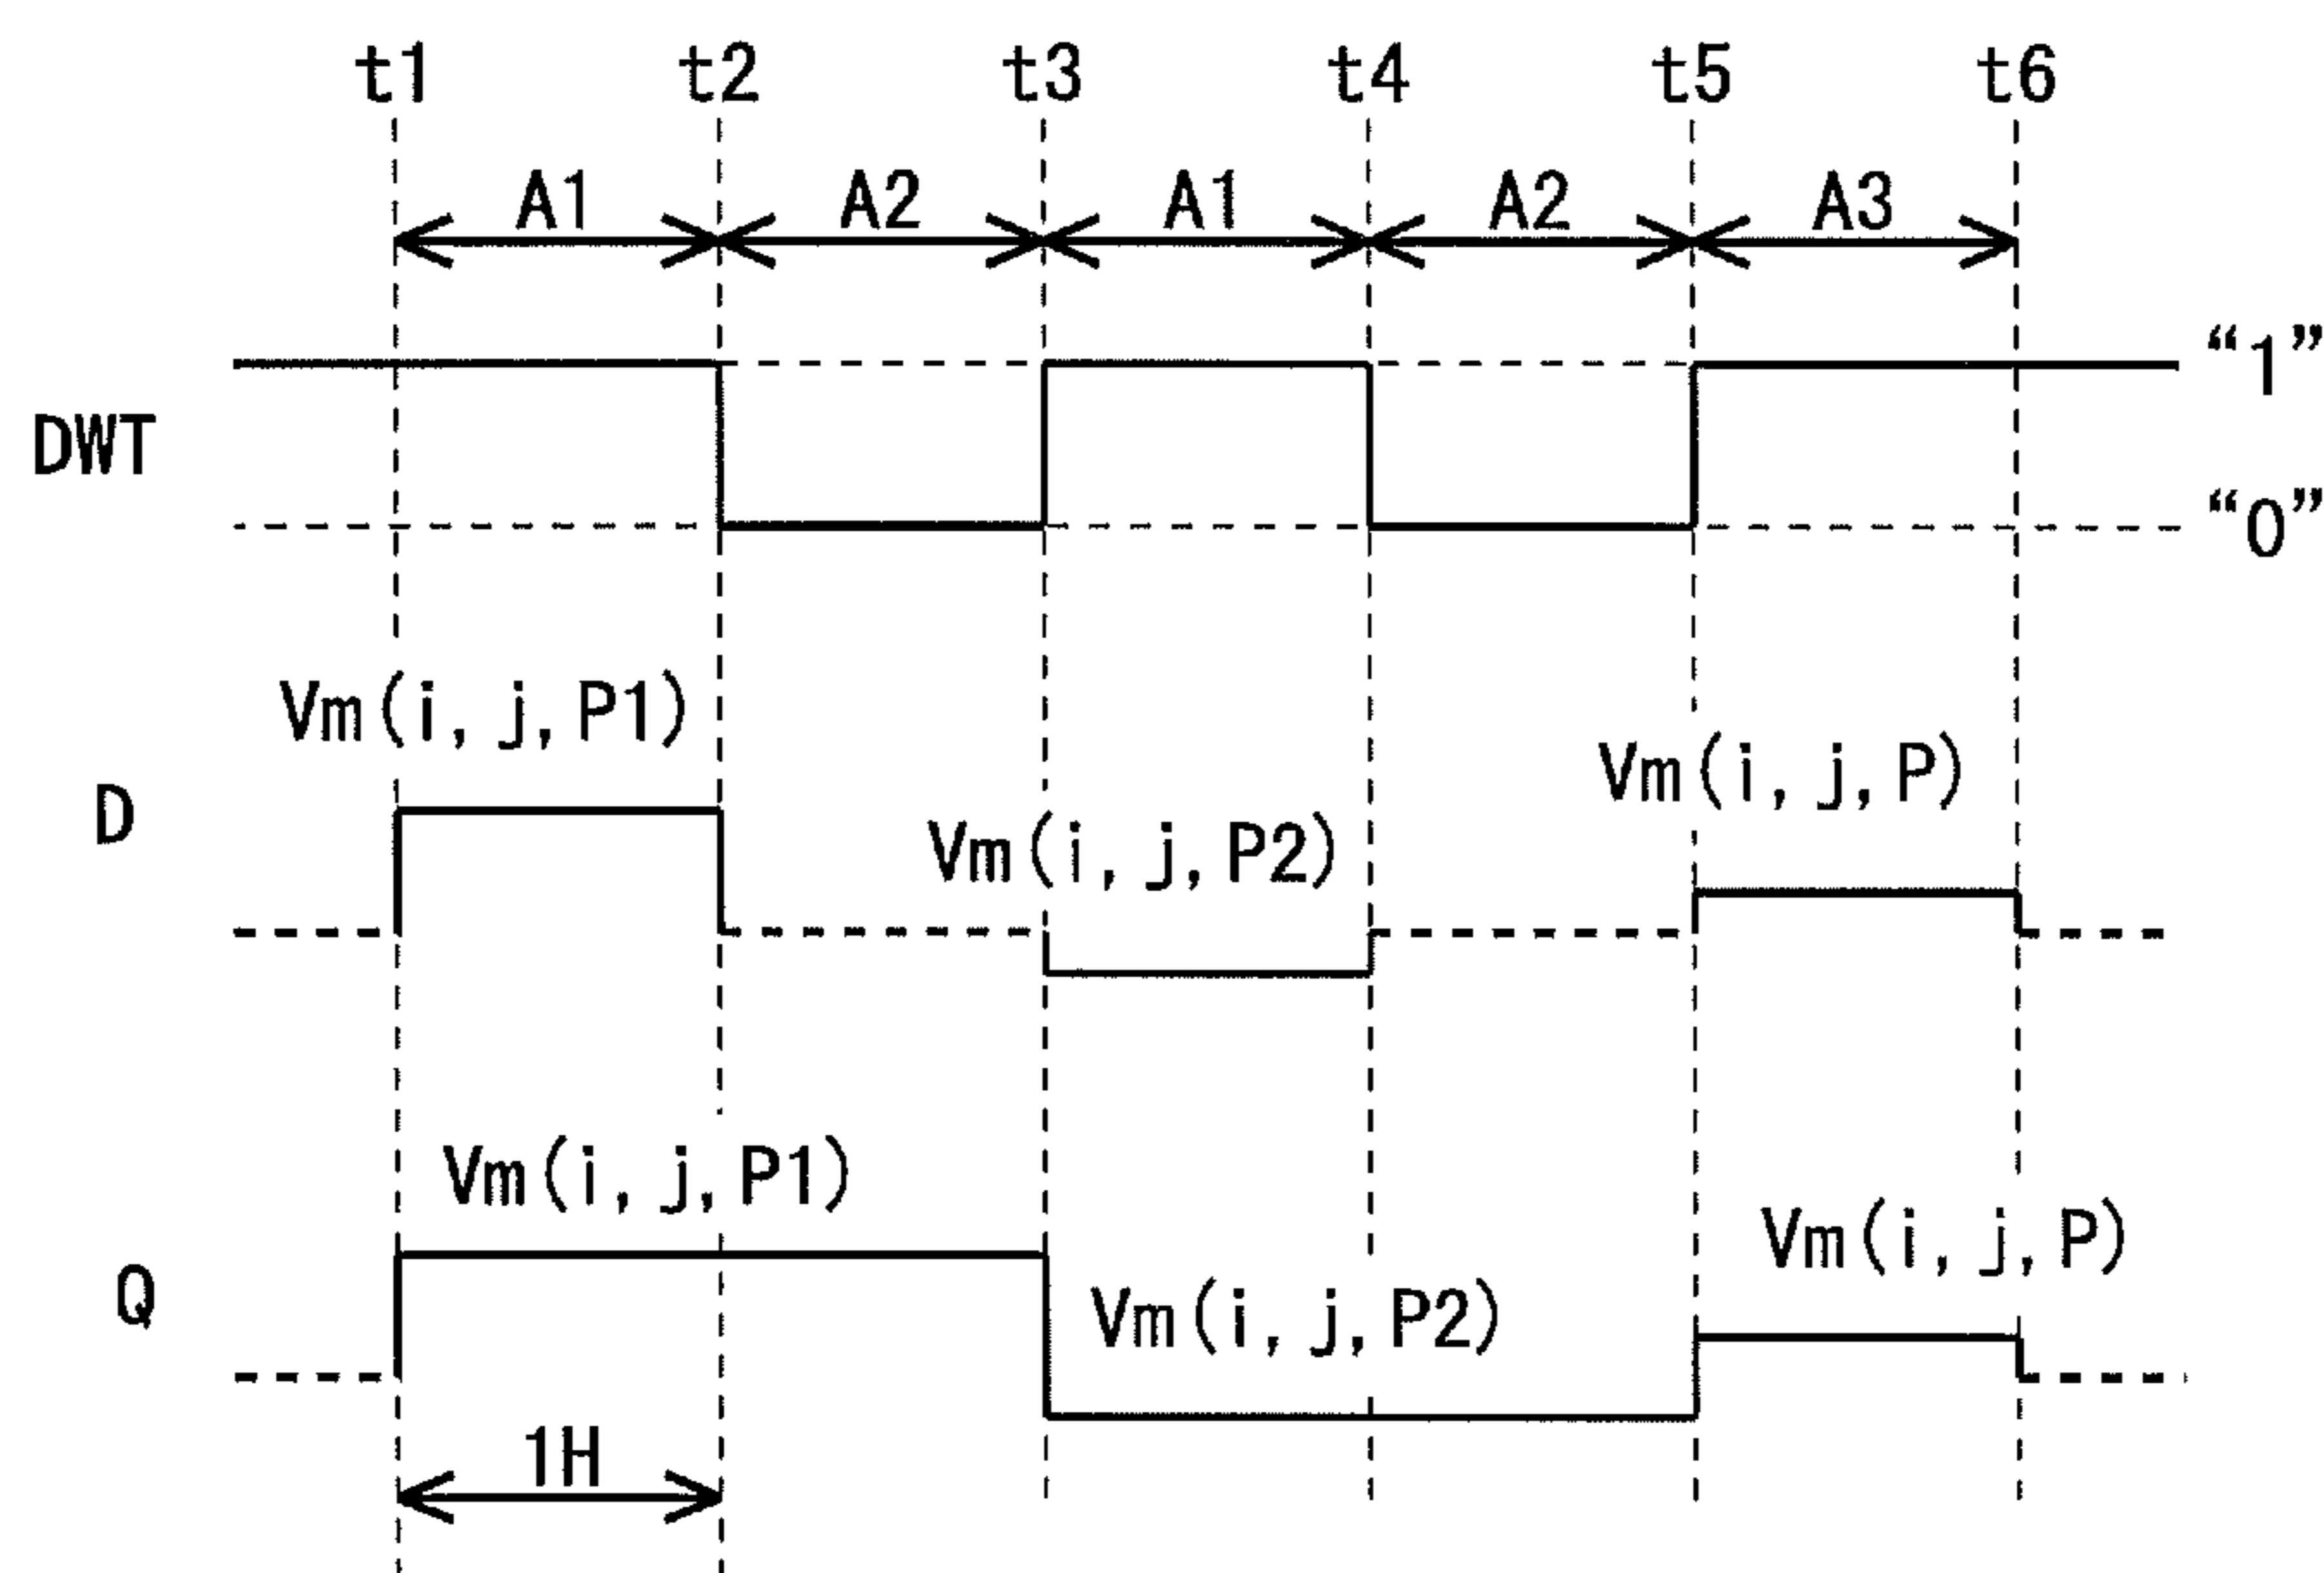 t1 t2 t3 t4 t5 t6
A1 A2 A1 A2 A3
“1”
DWT
“0”
Vm(i, j, P1)
Vm(i, j, P)
D
Vm(i, j, P2)
Vm(i, j, P1)
Vm(i, j, P)
Q
Vm(i, j, P2)
1H